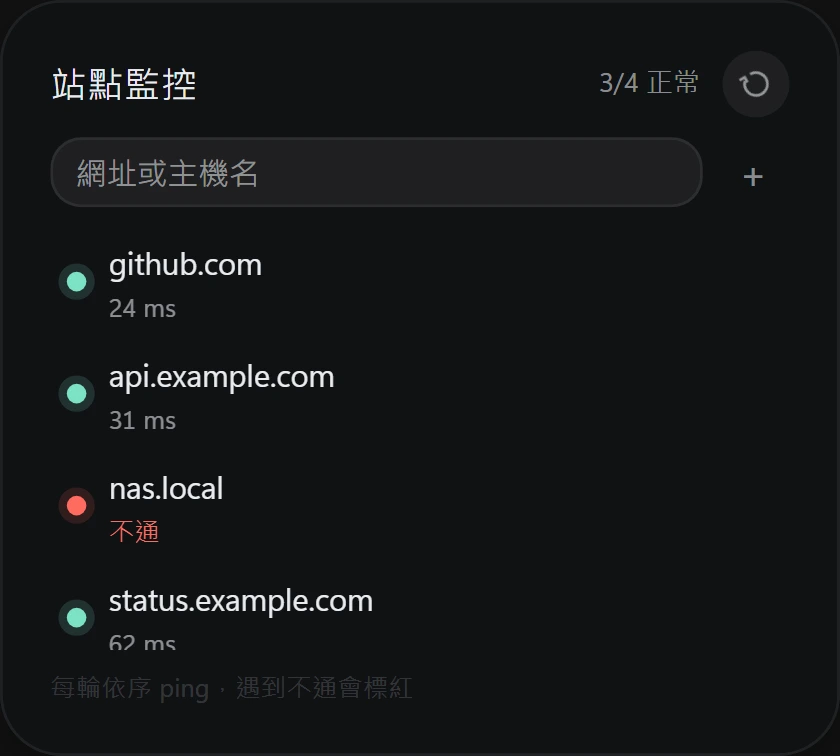 站點監控
3/4 正常
網址或主機名
+
github.com
24 ms
api.example.com
31 ms
nas.local
不通
status.example.com
62 ms
每輪依序 ping · 遇到不通會標紅